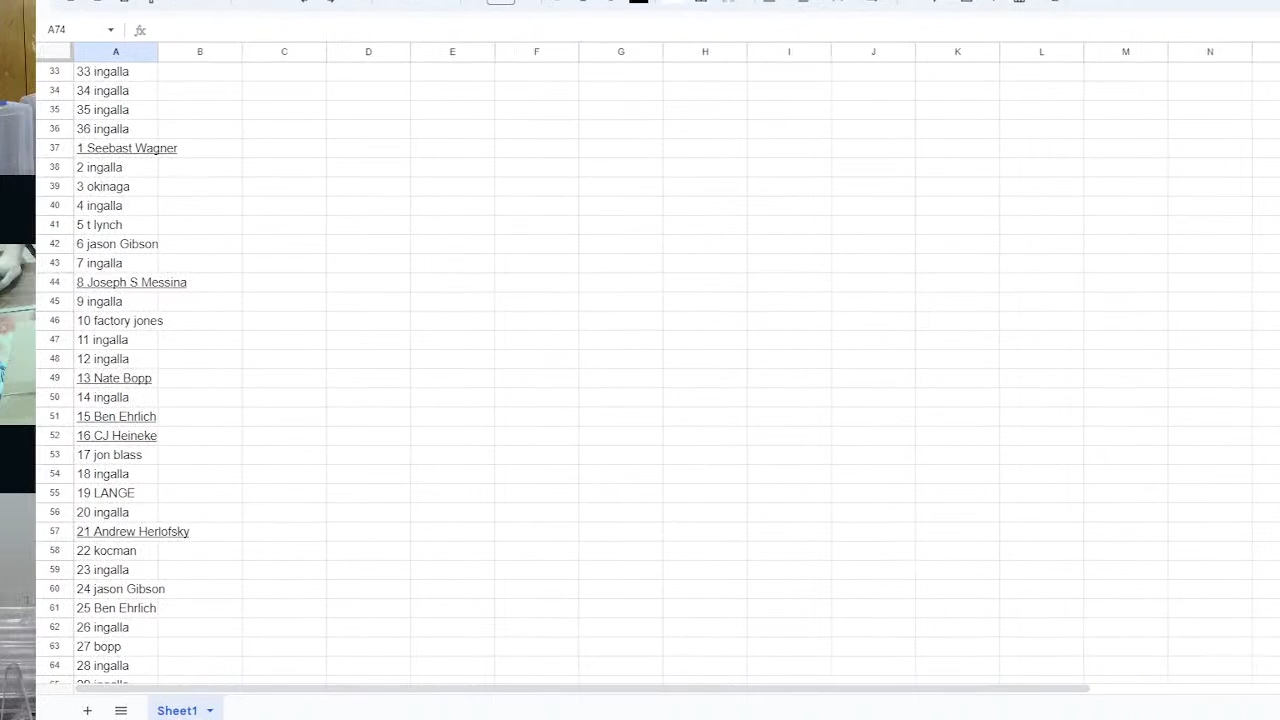 A74
fx
A B C D E F G H I J K L M N
33 33 ingalla
34 34 ingalla
35 35 ingalla
36 36 ingalla
37 1 Seebast Wagner
38 2 ingalla
39 3 okinaga
40 4 ingalla
41 5 t lynch
42 6 jason Gibson
43 7 ingalla
44 8 Joseph S Messina
45 9 ingalla
46 10 factory jones
47 11 ingalla
48 12 ingalla
49 13 Nate Bopp
50 14 ingalla
51 15 Ben Ehrlich
52 16 CJ Heineke
53 17 jon blass
54 18 ingalla
55 19 LANGE
56 20 ingalla
57 21 Andrew Herlofsky
58 22 kocman
59 23 ingalla
60 24 jason Gibson
61 25 Ben Ehrlich
62 26 ingalla
63 27 bopp
64 28 ingalla
Sheet1